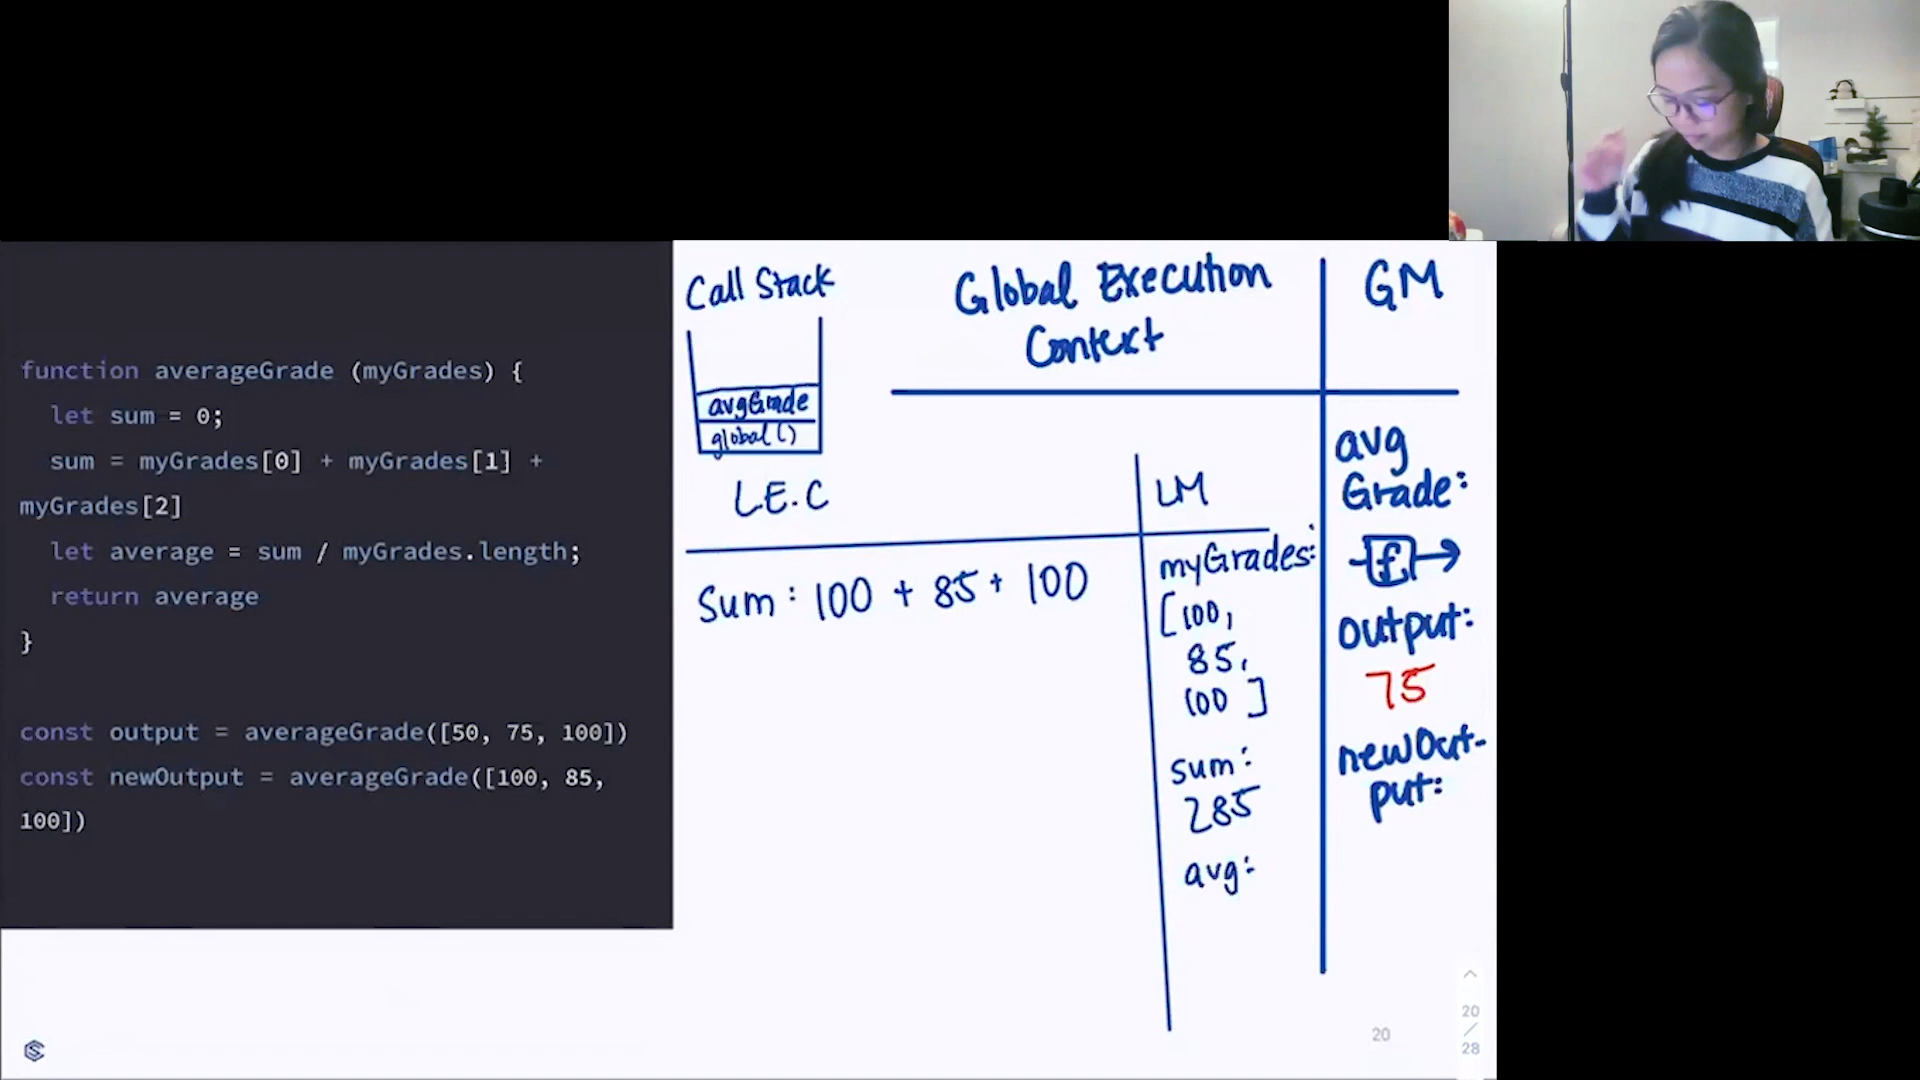 function averageGrade (myGrades) {
let sum = 0;
sum = myGrades[0] + myGrades[1] +
myGrades[2]
let average = sum / myGrades.length;
return average
}
const output = averageGrade([50, 75, 100])
const newOutput = averageGrade([100, 85,
100])
Call Stack
avgGrade
global()
Global Execution
Context
GM
L.E.C
LM
Sum: 100 + 85 + 100
myGrades:
[100,
85,
100]
sum:
285
avg:
avg
Grade:
f
output:
75
newOut-
put:
20
20
/
28